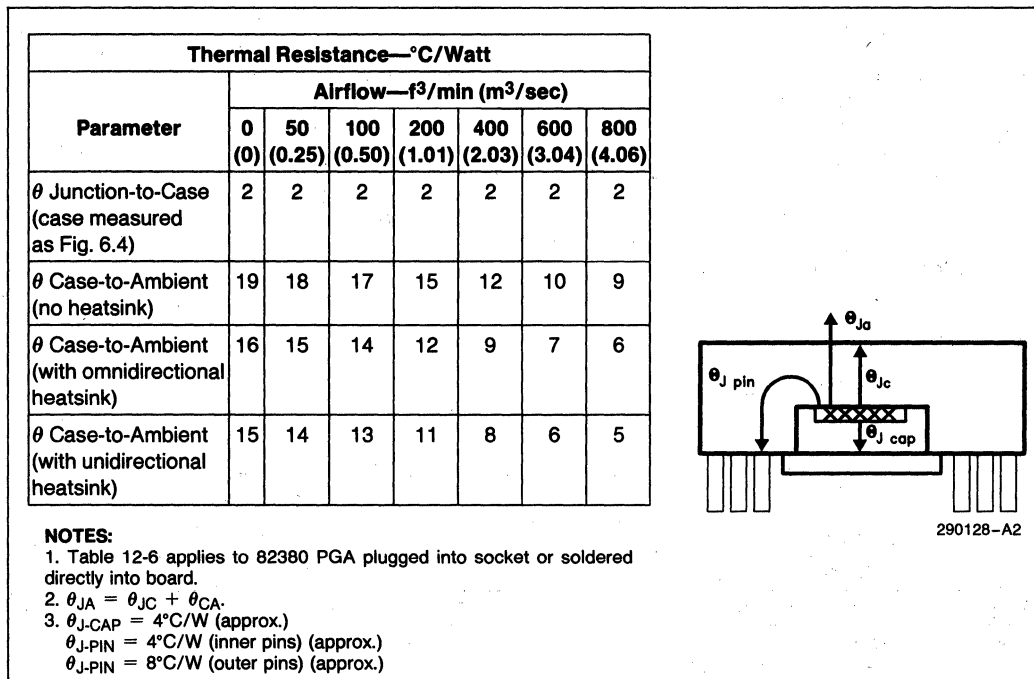 Thermal Resistance—°C/Watt
Parameter
Airflow—f³/min (m³/sec)
0 50 100 200 400 600 800
(0) (0.25) (0.50) (1.01) (2.03) (3.04) (4.06)
θ Junction-to-Case 2 2 2 2 2 2 2
(case measured
as Fig. 6.4)
θ Case-to-Ambient 19 18 17 15 12 10 9
(no heatsink)
θ Case-to-Ambient 16 15 14 12 9 7 6
(with omnidirectional
heatsink)
θ Case-to-Ambient 15 14 13 11 8 6 5
(with unidirectional
heatsink)
NOTES:
1. Table 12-6 applies to 82380 PGA plugged into socket or soldered
directly into board.
2. θJA = θJC + θCA.
3. θJ-CAP = 4°C/W (approx.)
θJ-PIN = 4°C/W (inner pins) (approx.)
θJ-PIN = 8°C/W (outer pins) (approx.)
θJa
θJ pin
θJc
θJ cap
290128–A2